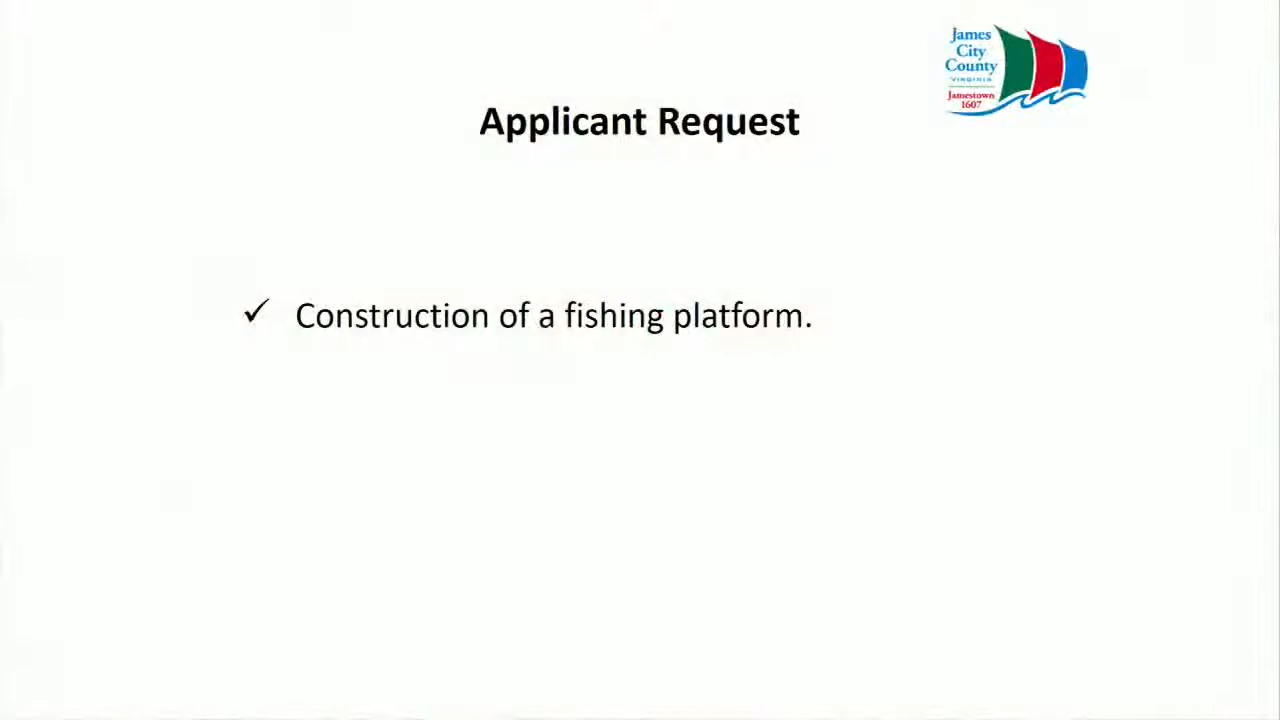 James
City
County
VIRGINIA
Jamestown
1607
Applicant Request
✓ Construction of a fishing platform.